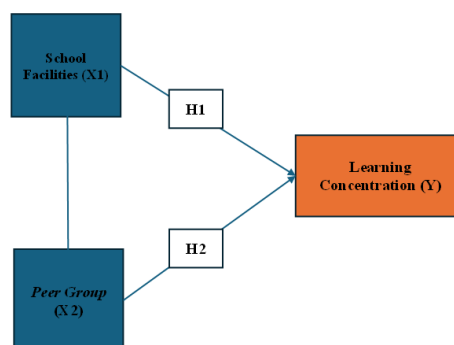 School
Facilities (X1)
H1
Learning
Concentration (Y)
H2
Peer Group
(X2)